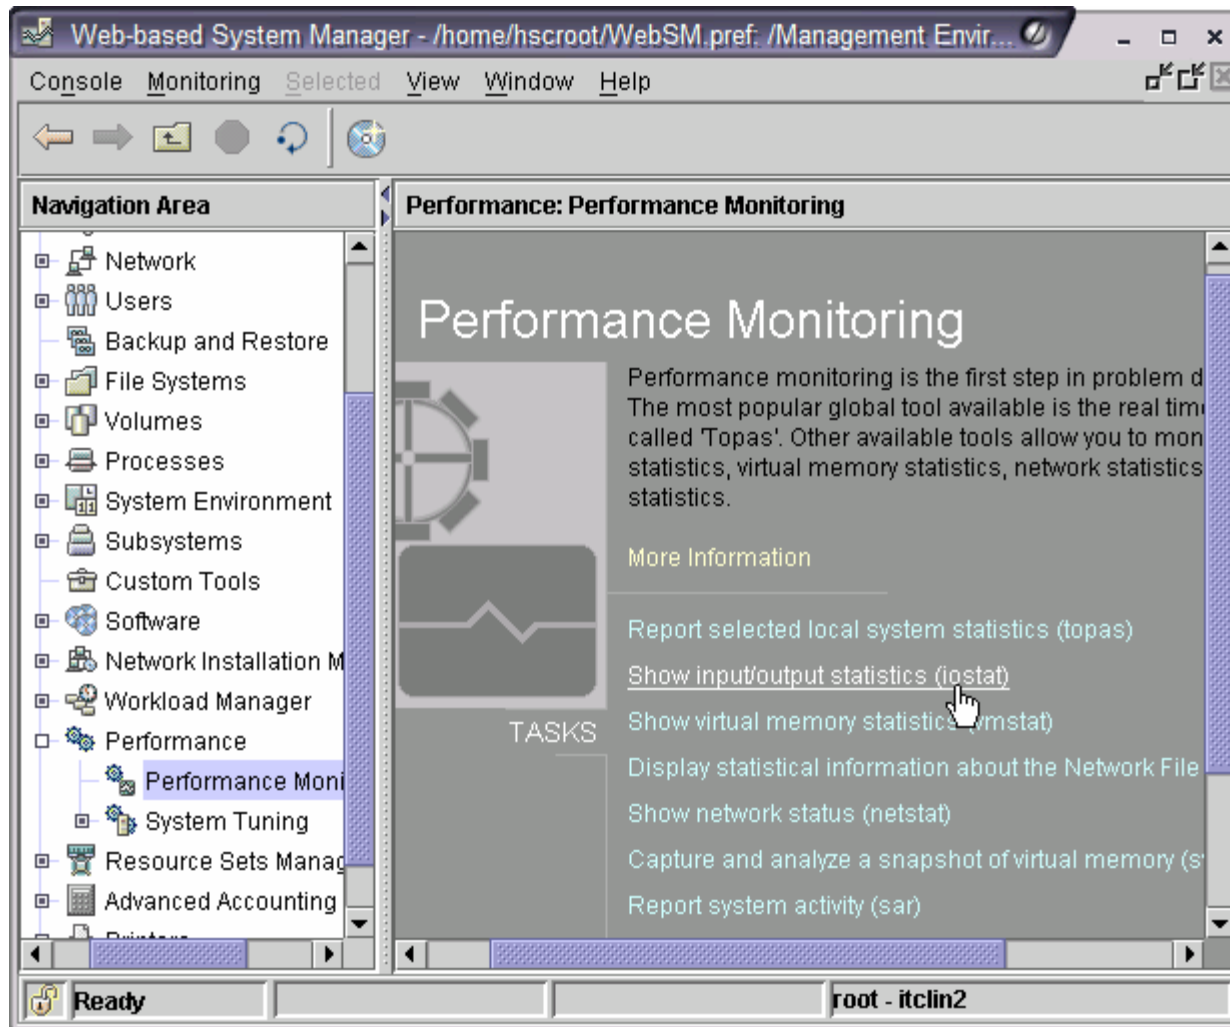 Web-based System Manager - /home/hscroot/WebSM.pref: /Management Envir...
Console Monitoring Selected View Window Help
Navigation Area
Network
Users
Backup and Restore
File Systems
Volumes
Processes
System Environment
Subsystems
Custom Tools
Software
Network Installation M
Workload Manager
Performance
Performance Moni
System Tuning
Resource Sets Manag
Advanced Accounting
Printers
Performance: Performance Monitoring
Performance Monitoring
Performance monitoring is the first step in problem d
The most popular global tool available is the real tim
called 'Topas'. Other available tools allow you to mon
statistics, virtual memory statistics, network statistics
statistics.
More Information
TASKS
Report selected local system statistics (topas)
Show input/output statistics (iostat)
Show virtual memory statistics (vmstat)
Display statistical information about the Network File
Show network status (netstat)
Capture and analyze a snapshot of virtual memory (s
Report system activity (sar)
Ready
root - itclin2